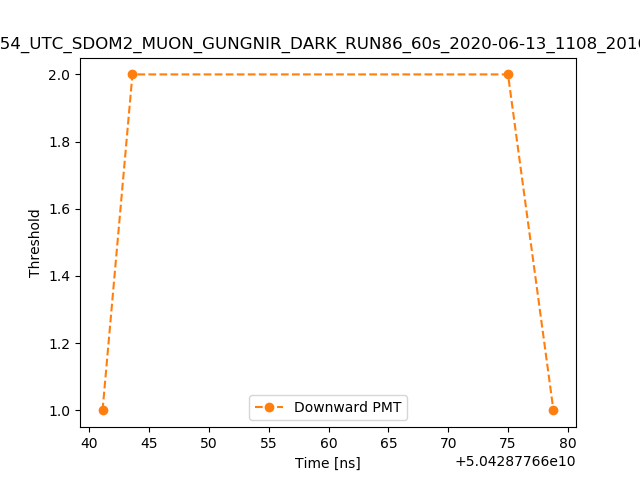 54_UTC_SDOM2_MUON_GUNGNIR_DARK_RUN86_60s_2020-06-13_1108_2016
2.0
1.8
1.6
1.4
1.2
1.0
Threshold
Downward PMT
40 45 50 55 60 65 70 75 80
Time [ns]
+5.04287766e10